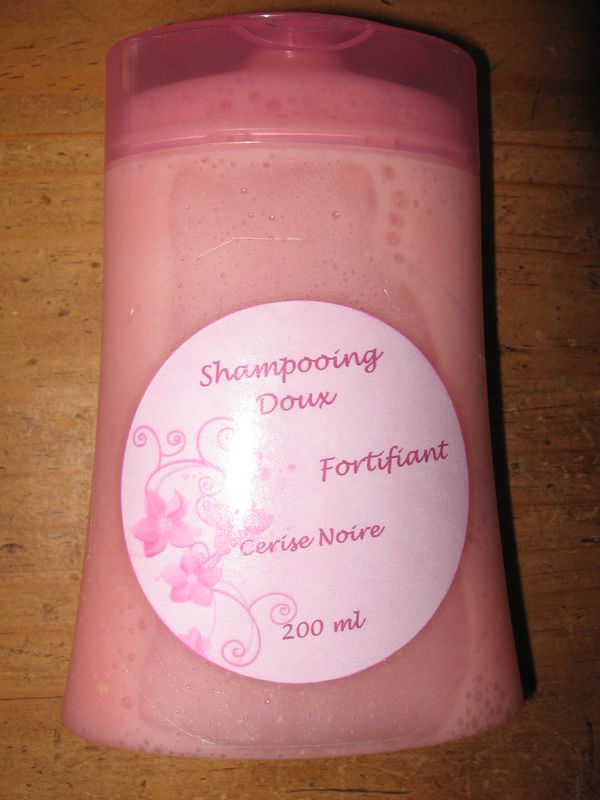 Shampooing
Doux
Fortifiant
Cerise Noire
200 ml